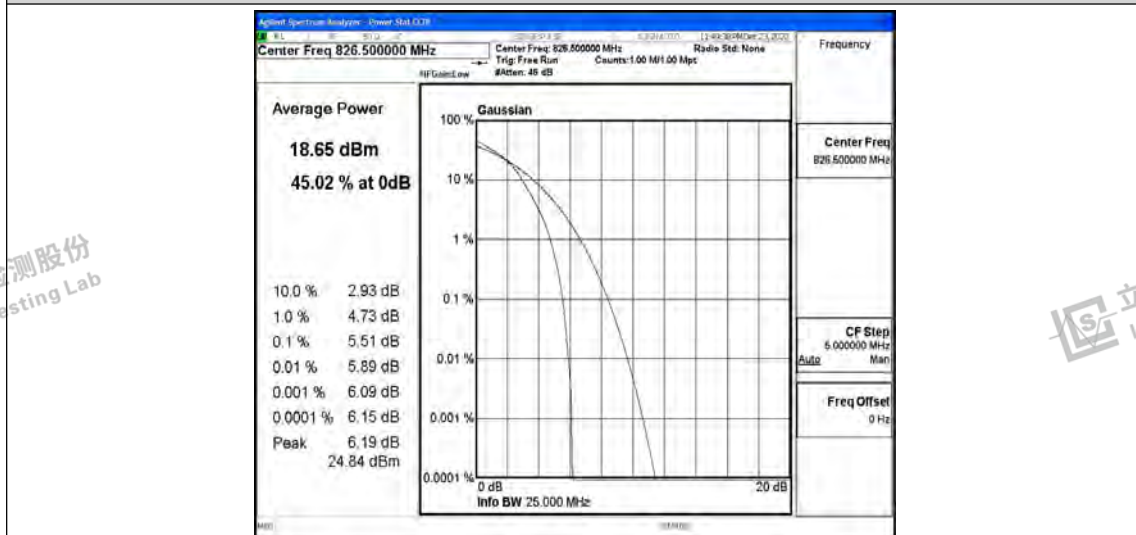 Agilent Spectrum Analyzer - Power Stat CCDF
Center Freq 826.500000 MHz
Center Freq: 826.500000 MHz
Radio Std: None
Trig: Free Run
Counts:1.00 M/1.00 Mpt
#IFGain:Low
#Atten: 46 dB
Frequency
Average Power
18.65 dBm
45.02 % at 0dB
10.0 % 2.93 dB
1.0 % 4.73 dB
0.1 % 5.51 dB
0.01 % 5.89 dB
0.001 % 6.09 dB
0.0001 % 6.15 dB
Peak 6.19 dB
24.84 dBm
Gaussian
100 %
10 %
1 %
0.1 %
0.01 %
0.001 %
0.0001 %
0 dB
20 dB
Info BW 25.000 MHz
Center Freq
826.500000 MHz
CF Step
5.000000 MHz
Auto Man
Freq Offset
0 Hz
测股份
esting Lab
立